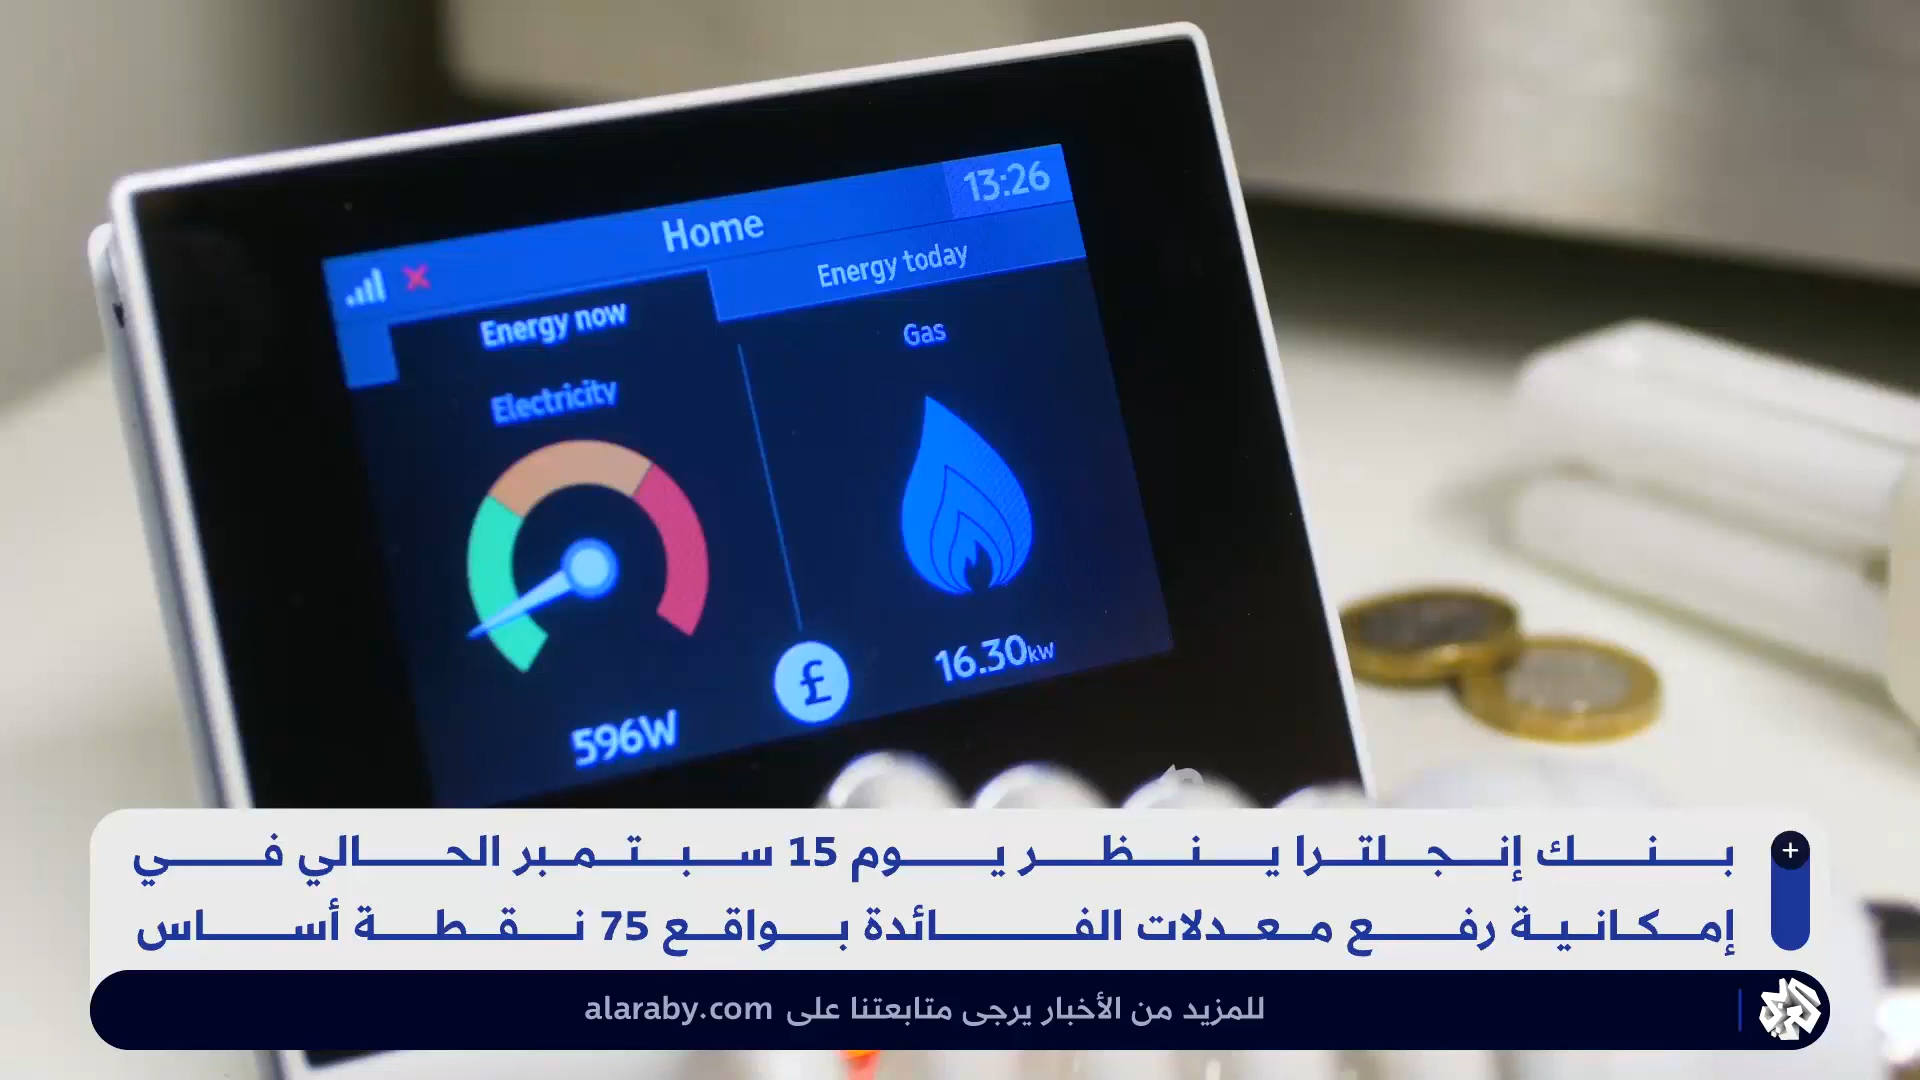 13:26
Home
Energy now
Energy today
Electricity
Gas
596W
£
16.30kW
بنك إنجلترا ينظر يوم 15 سبتمبر الحالي في
إمكانية رفع معدلات الفائدة بواقع 75 نقطة أساس
للمزيد من الأخبار يرجى متابعتنا على alaraby.com